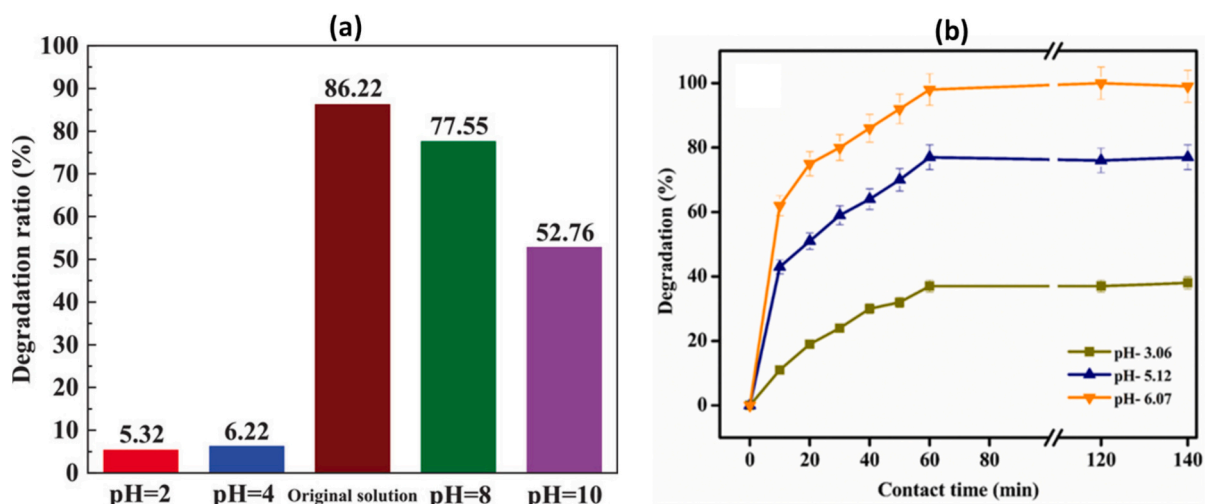 (a)
Degradation ratio (%)
100
90
80
70
60
50
40
30
20
10
0
5.32
6.22
86.22
77.55
52.76
pH=2 pH=4 Original solution pH=8 pH=10
(b)
Degradation (%)
100
80
60
40
20
0
pH- 3.06
pH- 5.12
pH- 6.07
0 20 40 60 80 120 140
Contact time (min)